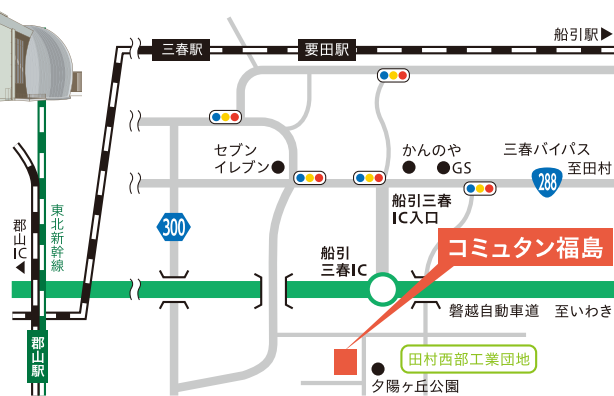 船引駅▶
三春駅
要田駅
セブン
イレブン
かんのや
GS
三春バイパス
至田村
288
船引三春
IC入口
300
東北新幹線
郡山IC
▲
船引
三春IC
コミュタン福島
磐越自動車道 至いわき
郡山駅
田村西部工業団地
夕陽ヶ丘公園